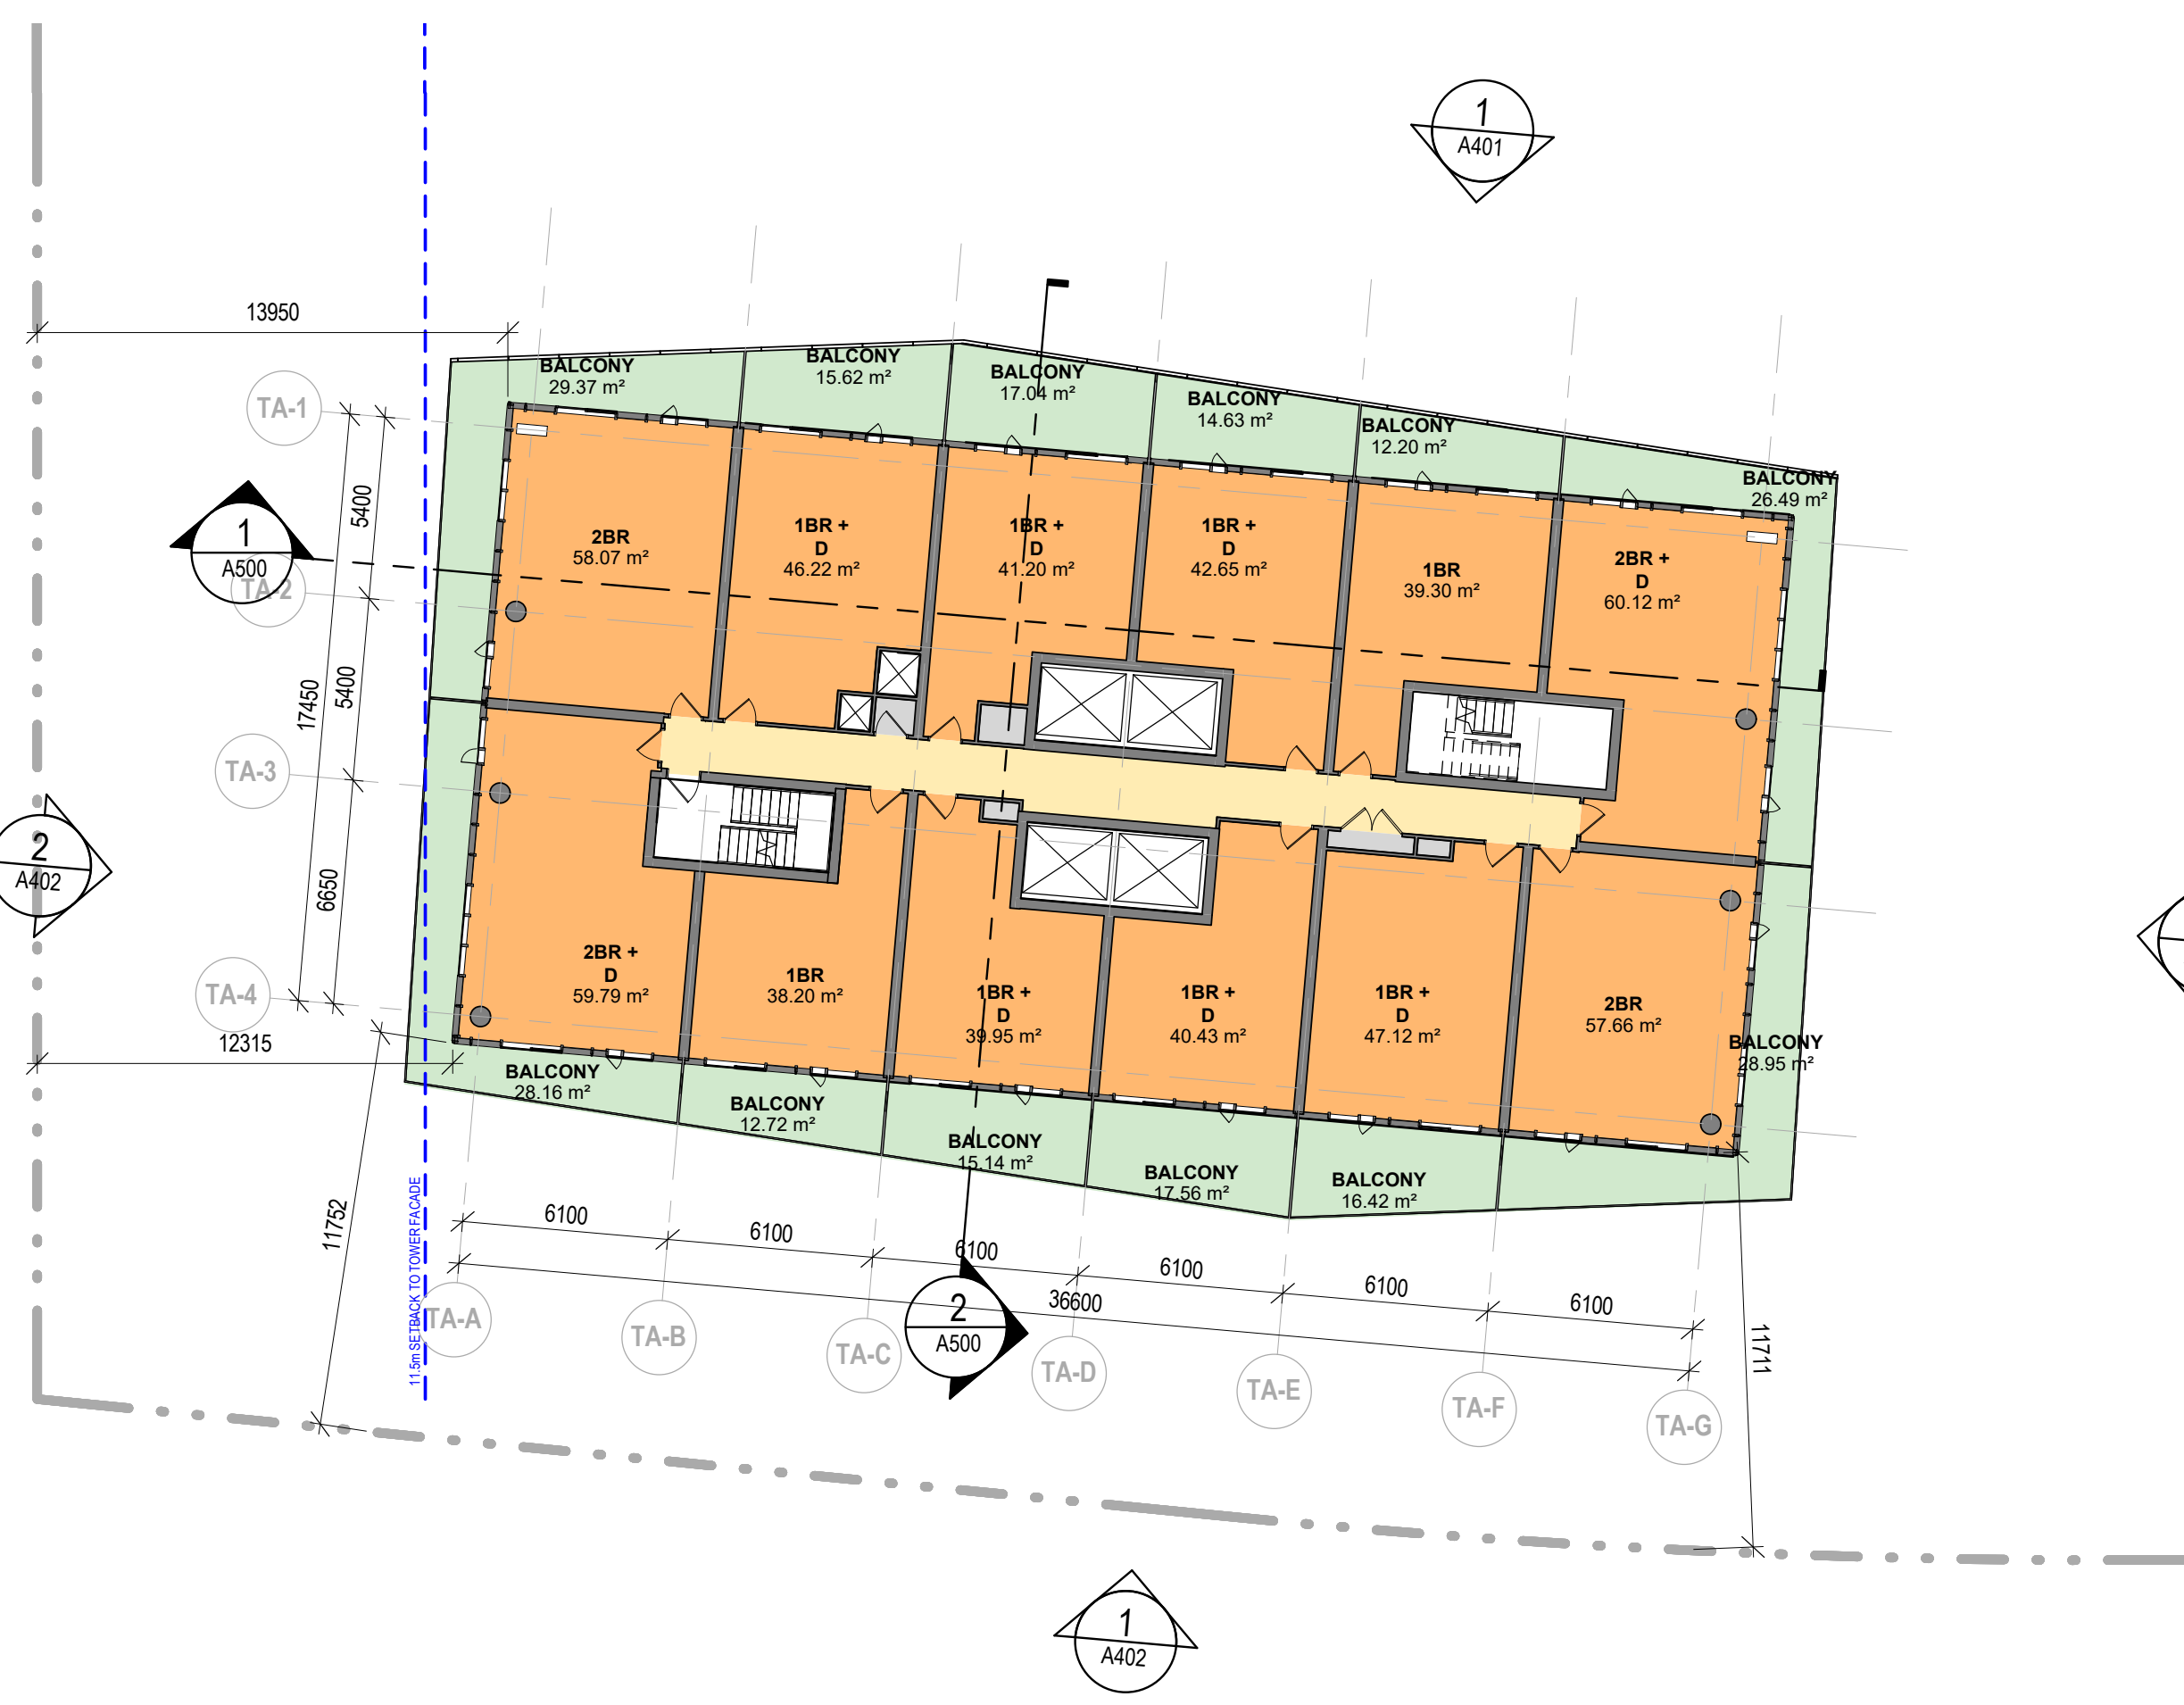 1
A401
13950
BALCONY
29.37 m²
BALCONY
15.62 m²
BALCONY
17.04 m²
BALCONY
14.63 m²
BALCONY
12.20 m²
BALCONY
26.49 m²
TA-1
5400
1
A500
TA-2
2BR
58.07 m²
1BR +
D
46.22 m²
1BR +
D
41.20 m²
1BR +
D
42.65 m²
1BR
39.30 m²
2BR +
D
60.12 m²
17450
5400
TA-3
2
A402
6650
TA-4
12315
2BR +
D
59.79 m²
1BR
38.20 m²
1BR +
D
39.95 m²
1BR +
D
40.43 m²
1BR +
D
47.12 m²
2BR
57.66 m²
BALCONY
28.95 m²
BALCONY
28.16 m²
BALCONY
12.72 m²
BALCONY
15.14 m²
BALCONY
17.56 m²
BALCONY
16.42 m²
11752
11.5m SETBACK TO TOWER FACADE
6100
6100
6100
6100
6100
6100
36600
11711
2
A500
TA-A
TA-B
TA-C
TA-D
TA-E
TA-F
TA-G
1
A402